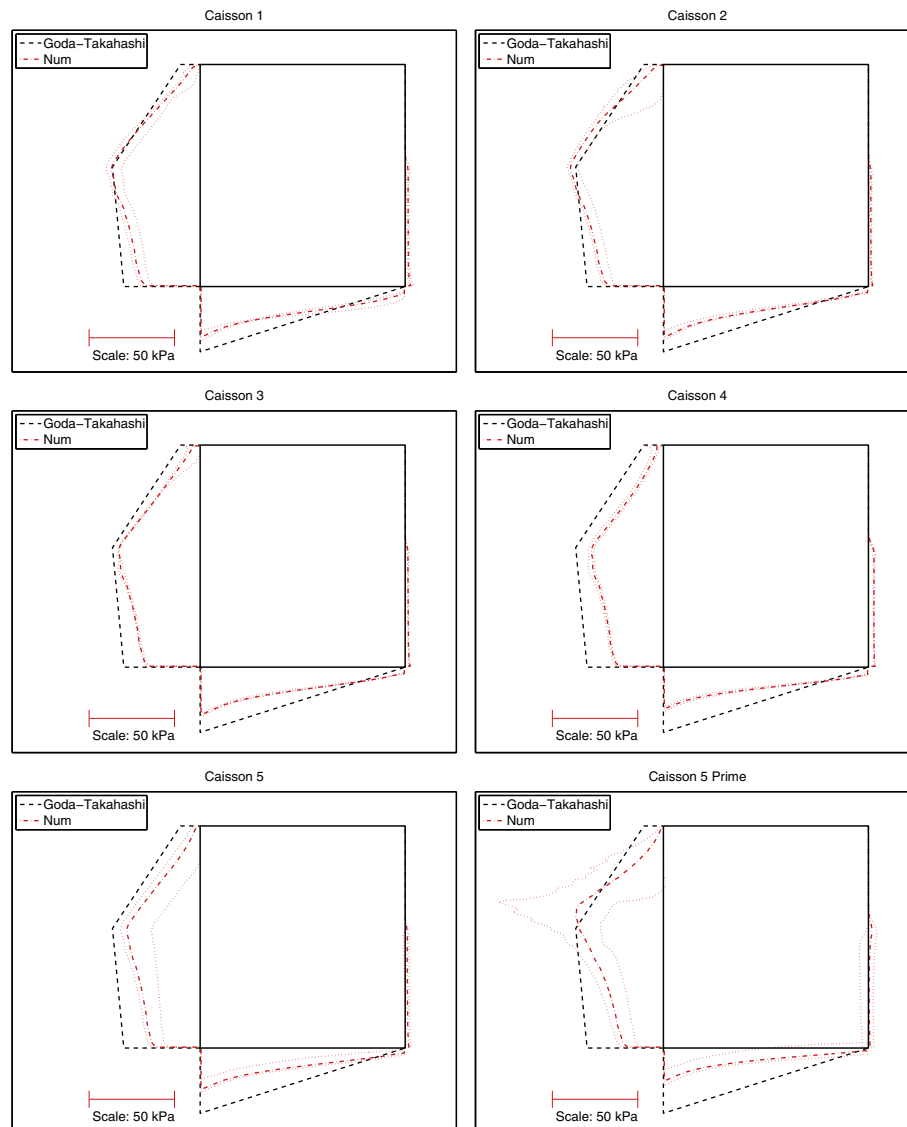 Caisson 1
Goda-Takahashi
Num
Scale: 50 kPa
Caisson 2
Goda-Takahashi
Num
Scale: 50 kPa
Caisson 3
Goda-Takahashi
Num
Scale: 50 kPa
Caisson 4
Goda-Takahashi
Num
Scale: 50 kPa
Caisson 5
Goda-Takahashi
Num
Scale: 50 kPa
Caisson 5 Prime
Goda-Takahashi
Num
Scale: 50 kPa